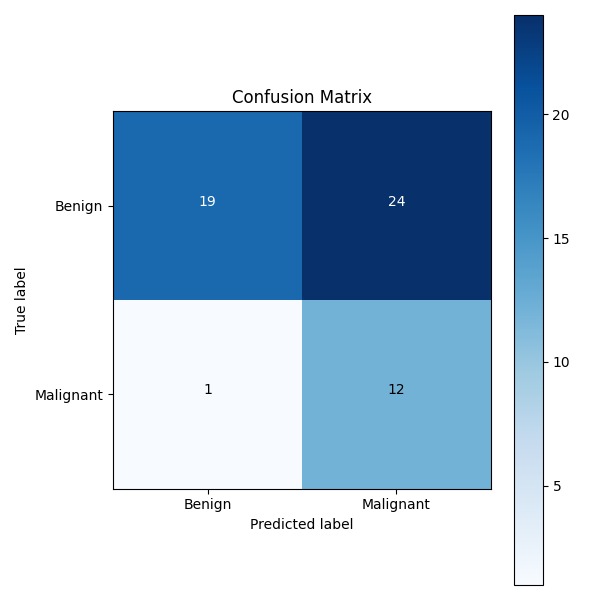 Confusion Matrix
True label
Benign
19
24
Malignant
1
12
Benign
Malignant
Predicted label
20
15
10
5